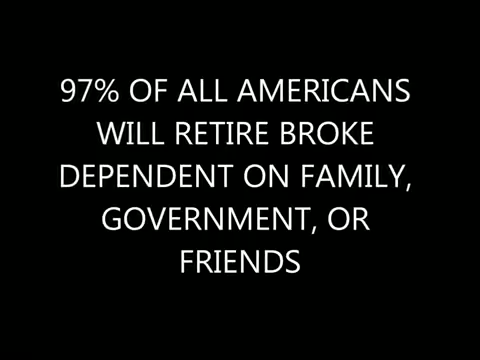 97% OF ALL AMERICANS
WILL RETIRE BROKE
DEPENDENT ON FAMILY,
GOVERNMENT, OR
FRIENDS